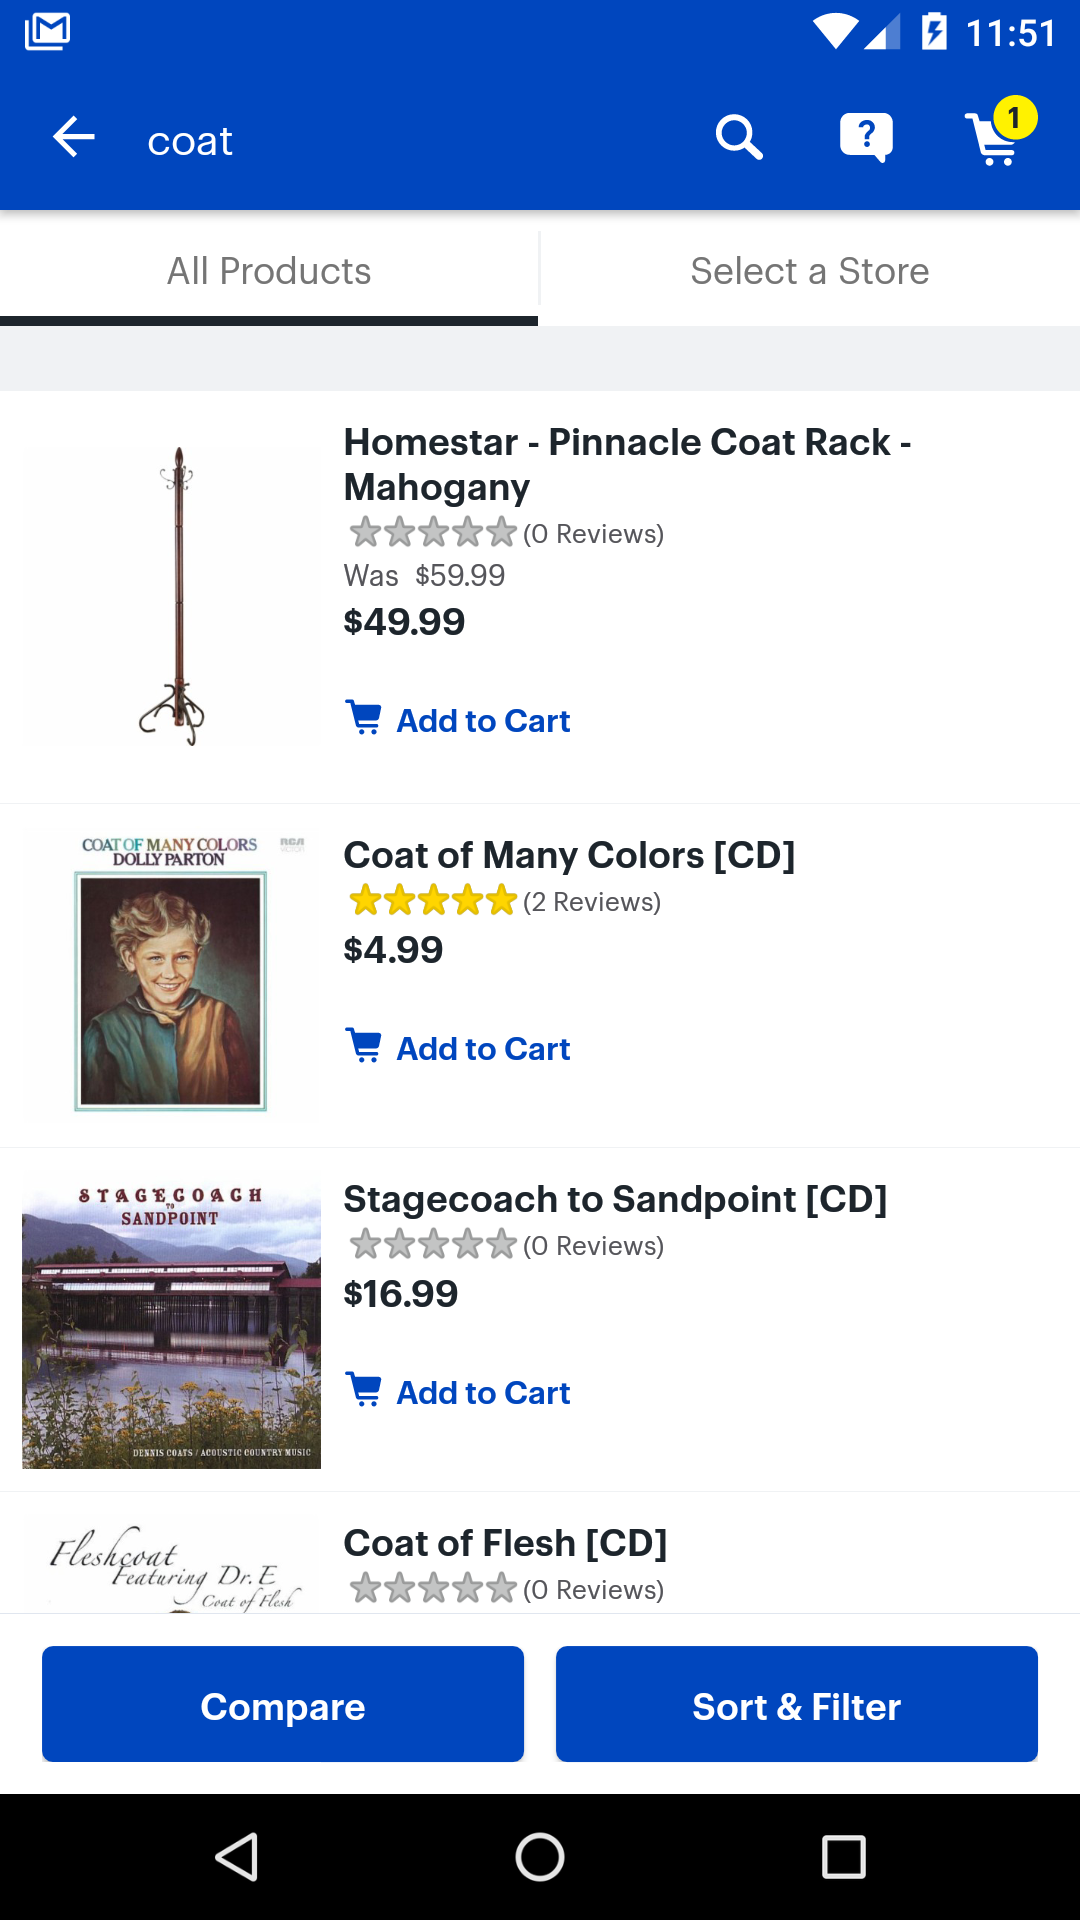 11:51
coat
?
1
All Products
Select a Store
Homestar - Pinnacle Coat Rack -
Mahogany
(0 Reviews)
Was $59.99
$49.99
Add to Cart
COAT OF MANY COLORS
DOLLY PARTON
RCA
VICTOR
Coat of Many Colors [CD]
(2 Reviews)
$4.99
Add to Cart
STAGECOACH
TO
SANDPOINT
DENNIS COATS / ACOUSTIC COUNTRY MUSIC
Stagecoach to Sandpoint [CD]
(0 Reviews)
$16.99
Add to Cart
Fleshcoat
Featuring Dr. E
Coat of Flesh
Coat of Flesh [CD]
(0 Reviews)
Compare
Sort & Filter